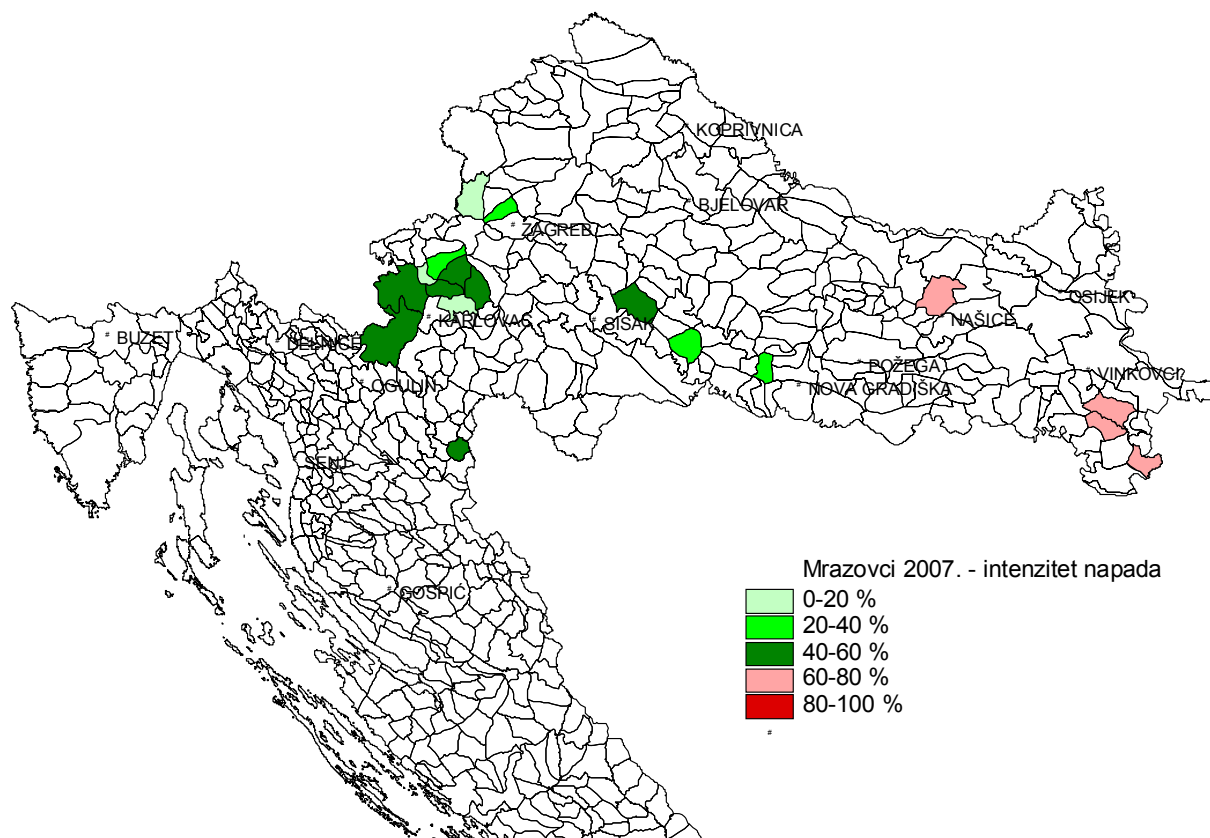 KOPRIVNICA
BJELOVAR
ZAGREB
OSIJEK
NAŠICE
KARLOVAC
SISAK
BUZET
DELNICE
POŽEGA
VINKOVCI
OGULIN
NOVA GRADIŠKA
SENJ
GOSPIĆ
Mrazovci 2007. - intenzitet napada
0-20 %
20-40 %
40-60 %
60-80 %
80-100 %
#